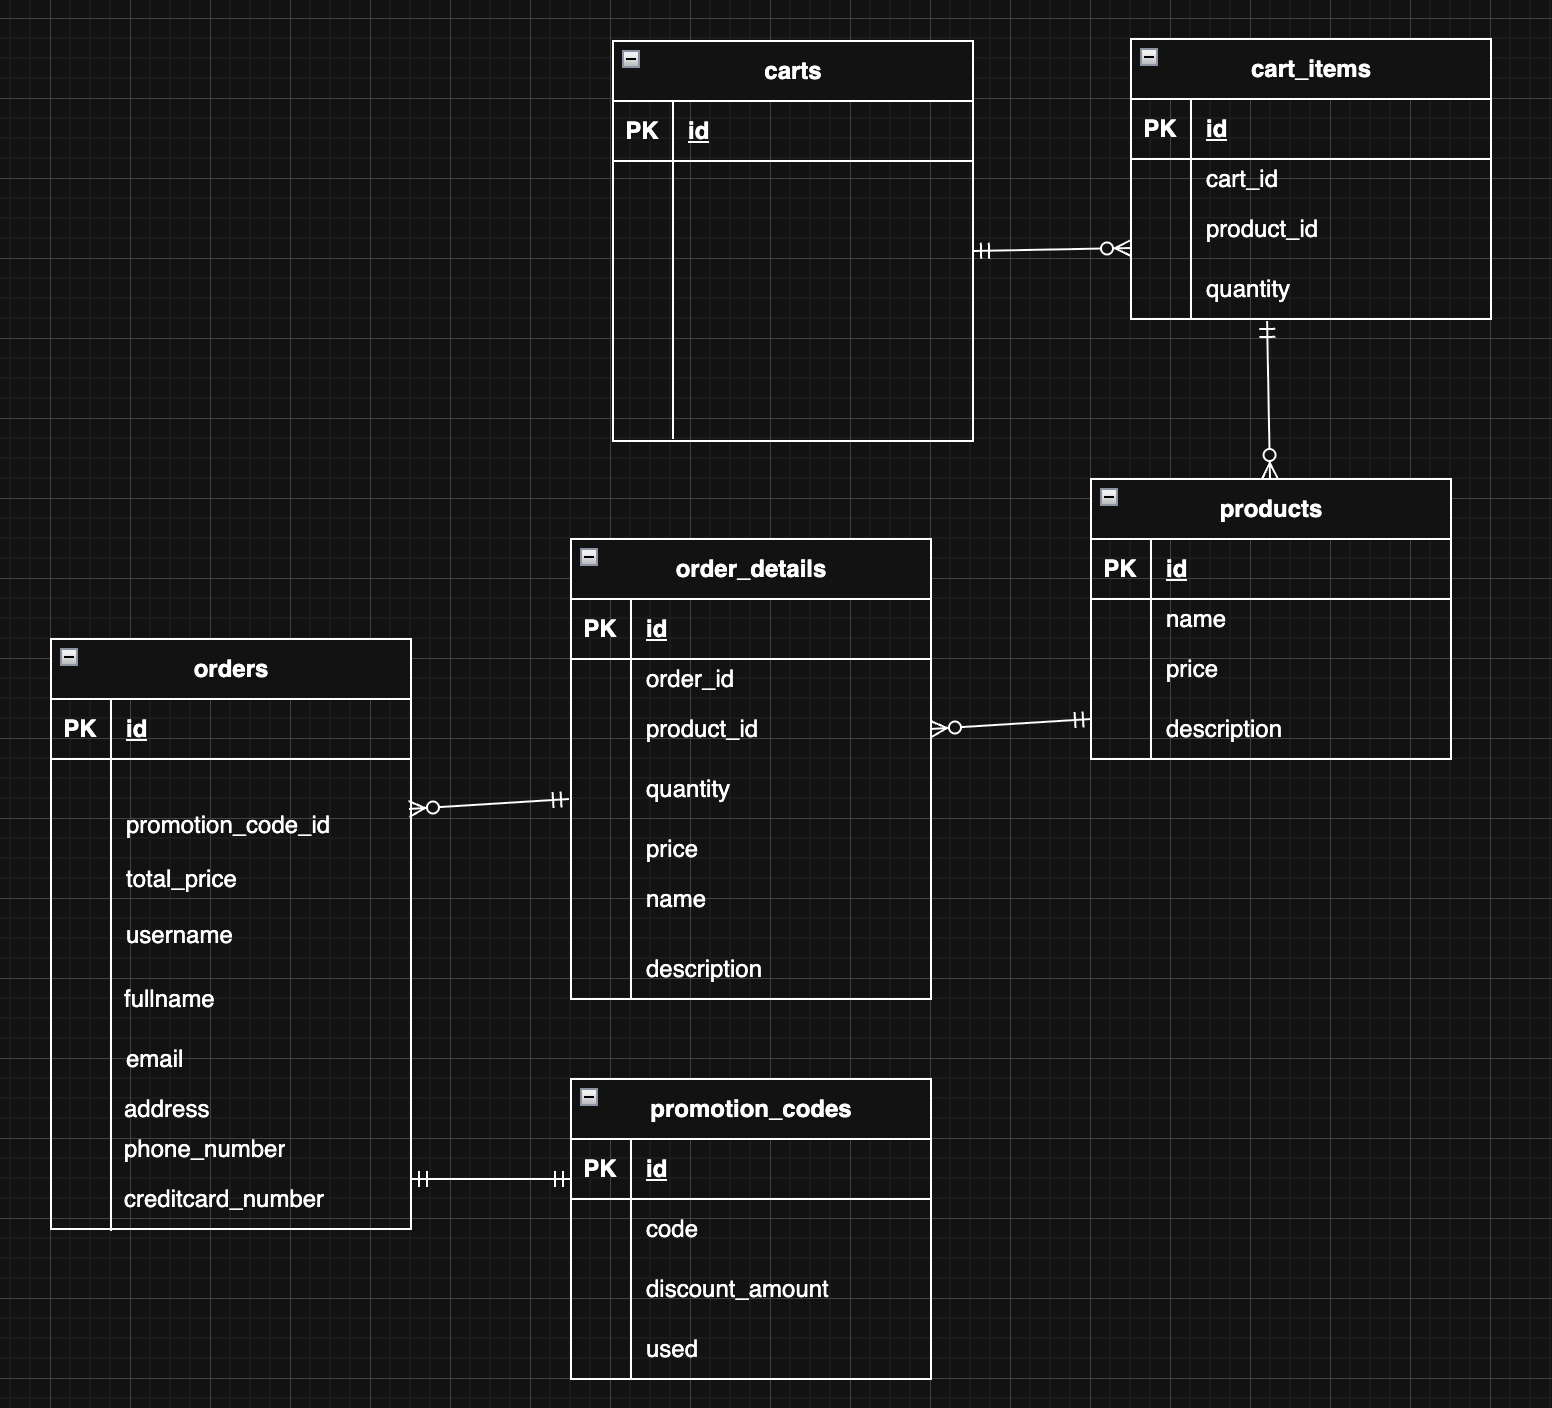 carts
PK id
cart_items
PK id
cart_id
product_id
quantity
products
PK id
name
price
description
order_details
PK id
order_id
product_id
quantity
price
name
description
orders
PK id
promotion_code_id
total_price
username
fullname
email
address
phone_number
creditcard_number
promotion_codes
PK id
code
discount_amount
used